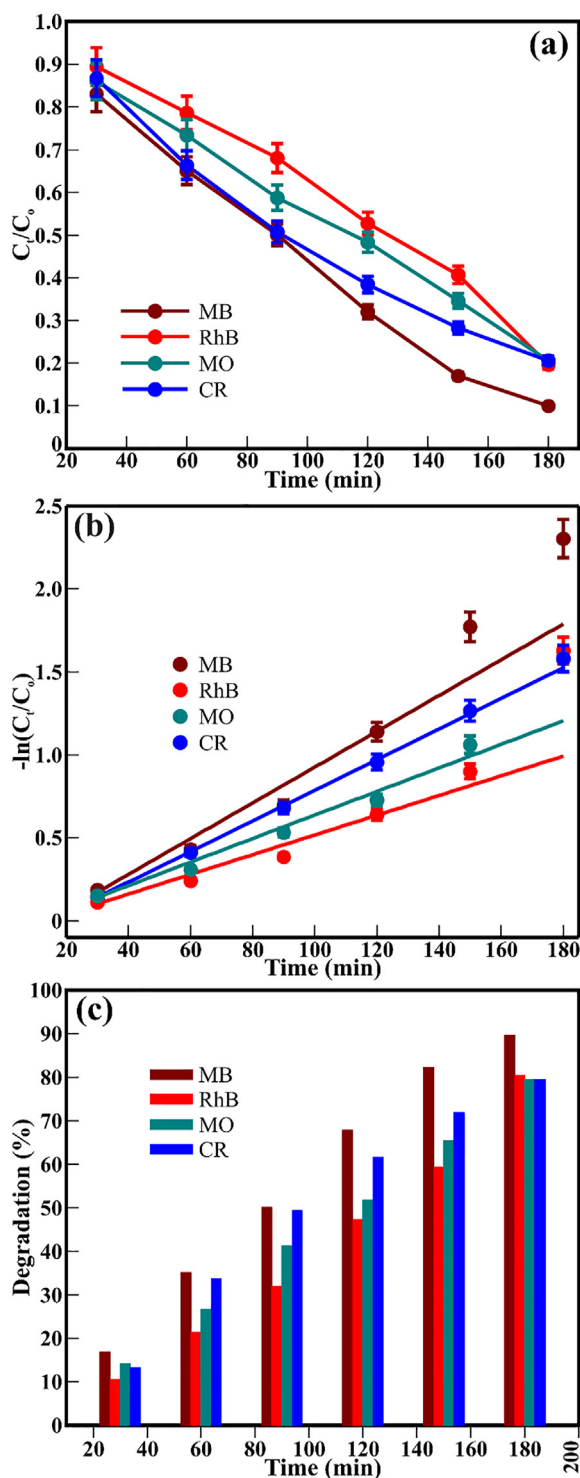 1.0
(a)
0.9
0.8
0.7
0.6
0.5
0.4
0.3
0.2
0.1
0
Cₜ/Cₒ
MB
RhB
MO
CR
20 40 60 80 100 120 140 160 180
Time (min)
2.5
(b)
2.0
1.5
1.0
0.5
0
-ln(Cₜ/Cₒ)
MB
RhB
MO
CR
20 40 60 80 100 120 140 160 180
Time (min)
100
(c)
90
80
70
60
50
40
30
20
10
0
Degradation (%)
MB
RhB
MO
CR
20 40 60 80 100 120 140 160 180 200
Time (min)